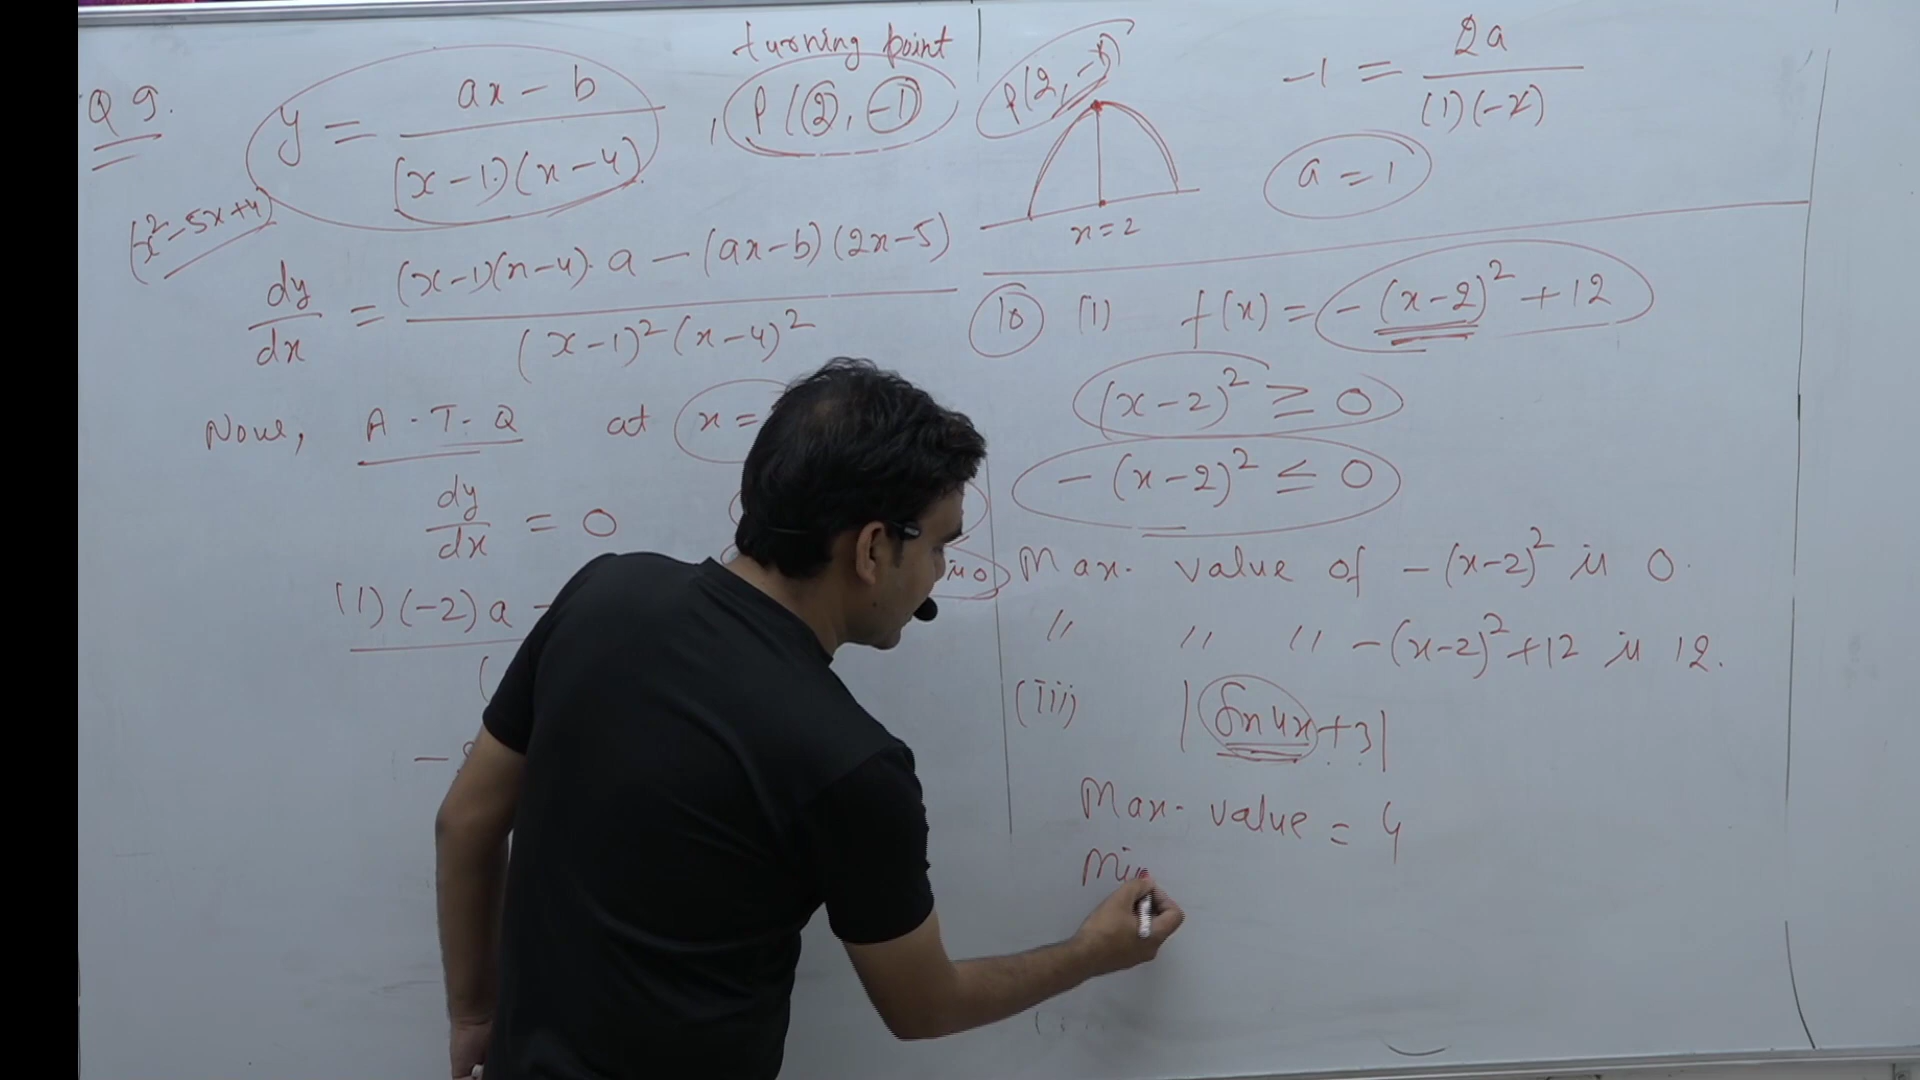 Q 9. y = (ax - b)/((x-1)(x-4)), P(2, -1)
turning point
(x² - 5x + 4)
dy/dx = ((x-1)(x-4).a - (ax-b)(2x-5))/((x-1)²(x-4)²)
Now, A.T.Q at x =
dy/dx = 0
(1)(-2)a -
P(2, -1)
x = 2
-1 = 2a/((1)(-2))
a = 1
10 (i) f(x) = -(x-2)² + 12
(x-2)² ≥ 0
-(x-2)² ≤ 0
Max. value of -(x-2)² is 0.
" " " -(x-2)² + 12 is 12.
(iii) |sin4x + 3|
Max. value = 4
Min